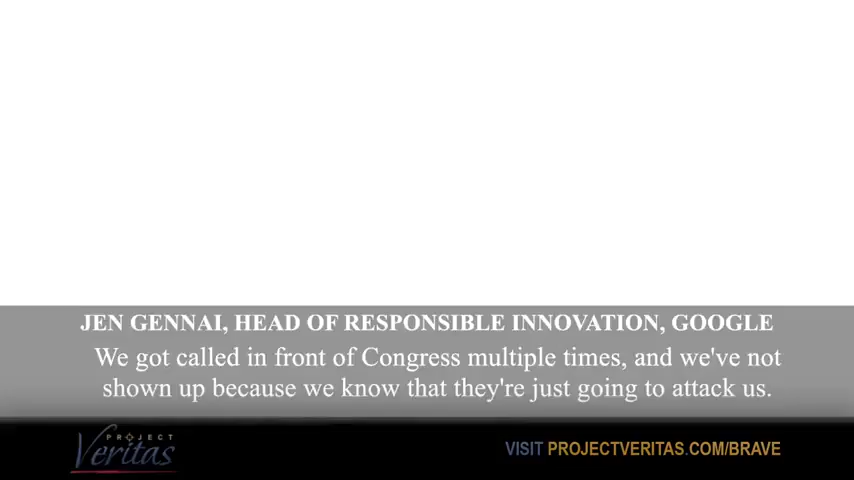 JEN GENNAI, HEAD OF RESPONSIBLE INNOVATION, GOOGLE
We got called in front of Congress multiple times, and we've not
shown up because we know that they're just going to attack us.
PROJECT
Veritas
VISIT PROJECTVERITAS.COM/BRAVE